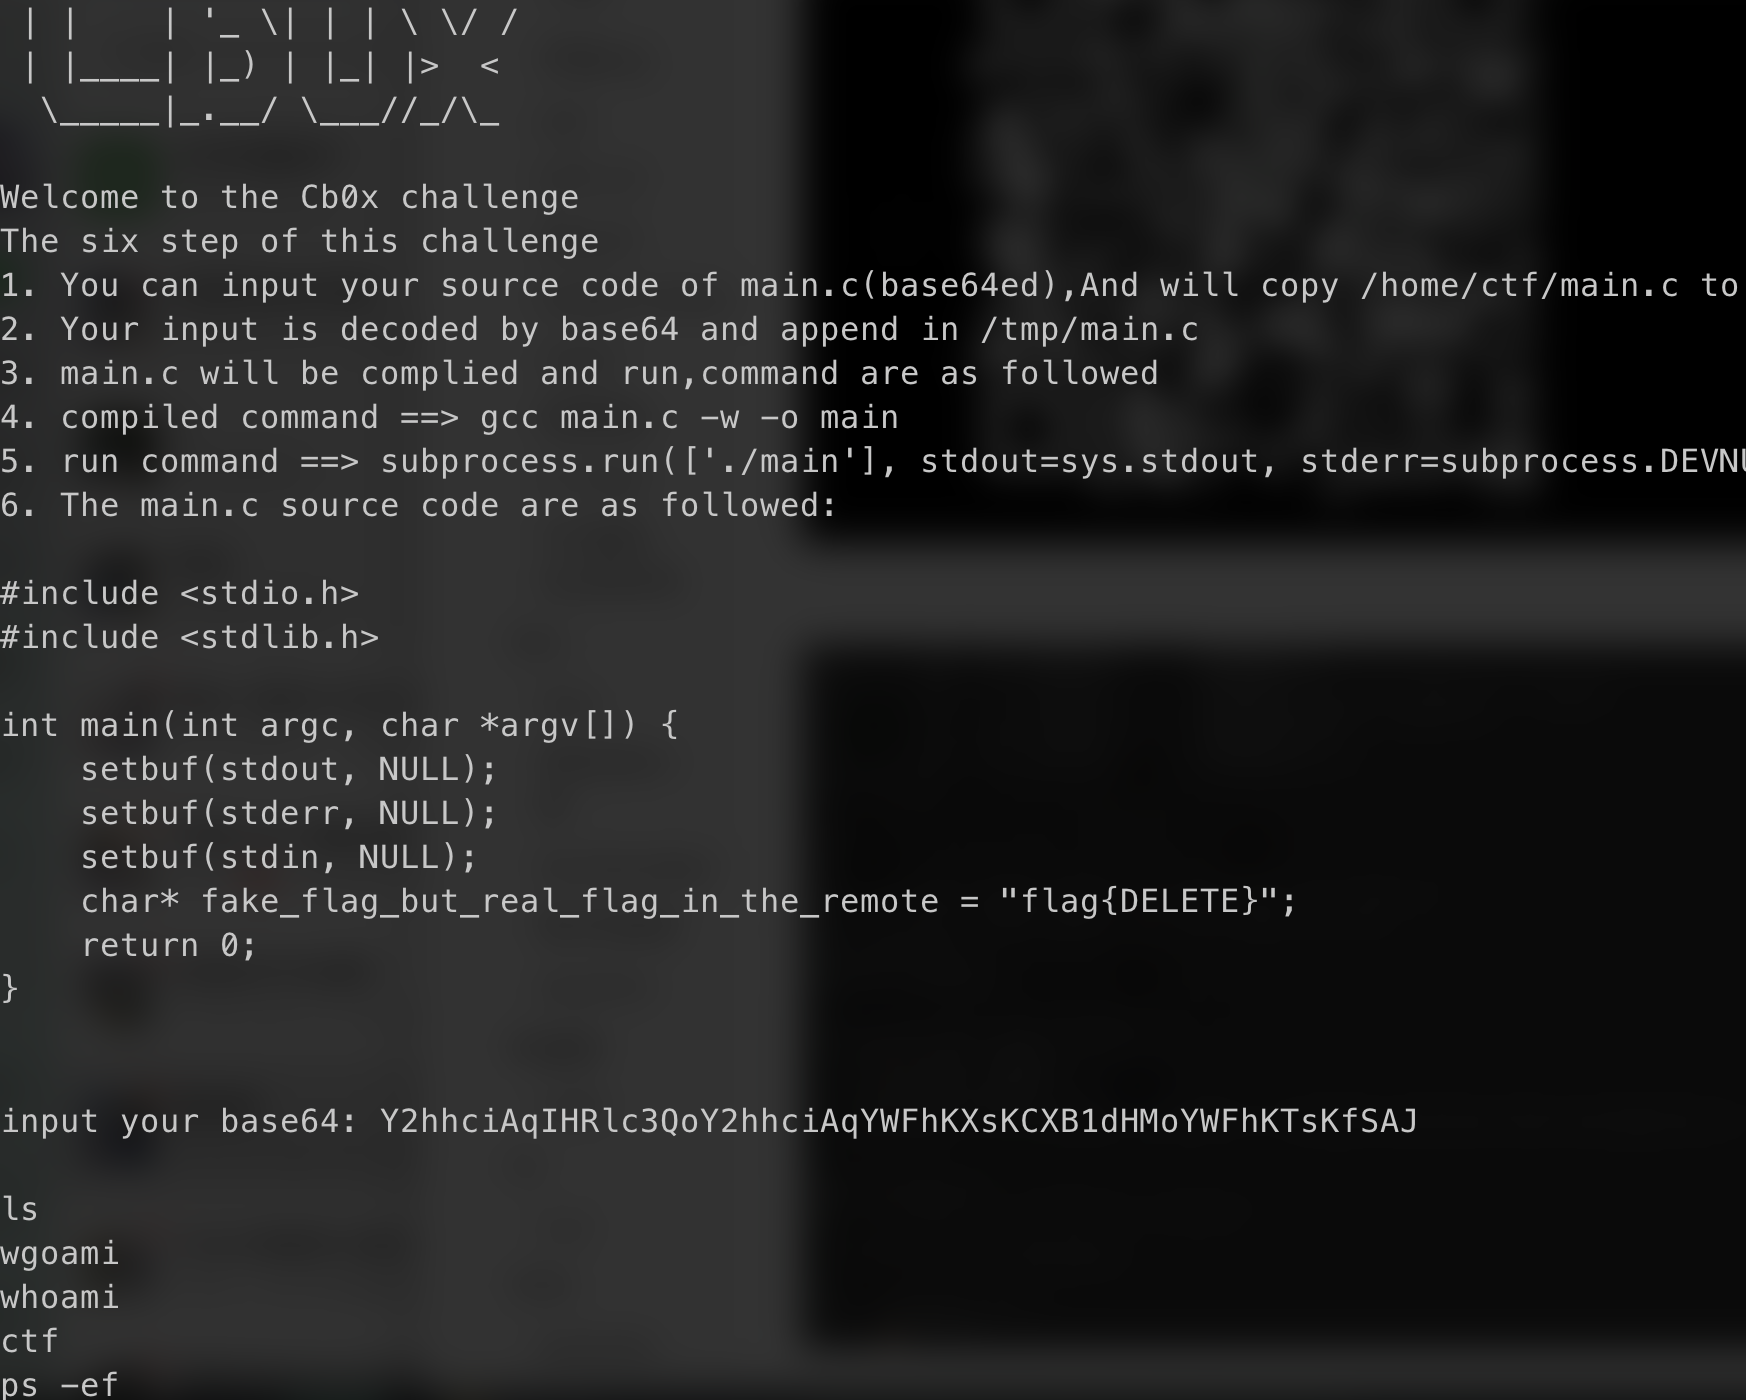 | |    | '_ \| | | \ \/ /
| |____| |_) | |_| |>  <
 \_____|_.__/ \___//_/\_
Welcome to the Cb0x challenge
The six step of this challenge
1. You can input your source code of main.c(base64ed),And will copy /home/ctf/main.c to
2. Your input is decoded by base64 and append in /tmp/main.c
3. main.c will be complied and run,command are as followed
4. compiled command ==> gcc main.c -w -o main
5. run command ==> subprocess.run(['./main'], stdout=sys.stdout, stderr=subprocess.DEVNU
6. The main.c source code are as followed:
#include <stdio.h>
#include <stdlib.h>
int main(int argc, char *argv[]) {
    setbuf(stdout, NULL);
    setbuf(stderr, NULL);
    setbuf(stdin, NULL);
    char* fake_flag_but_real_flag_in_the_remote = "flag{DELETE}";
    return 0;
}
input your base64: Y2hhciAqIHRlc3QoY2hhciAqYWFhKXsKCXB1dHMoYWFhKTsKfSAJ
ls
wgoami
whoami
ctf
ps -ef